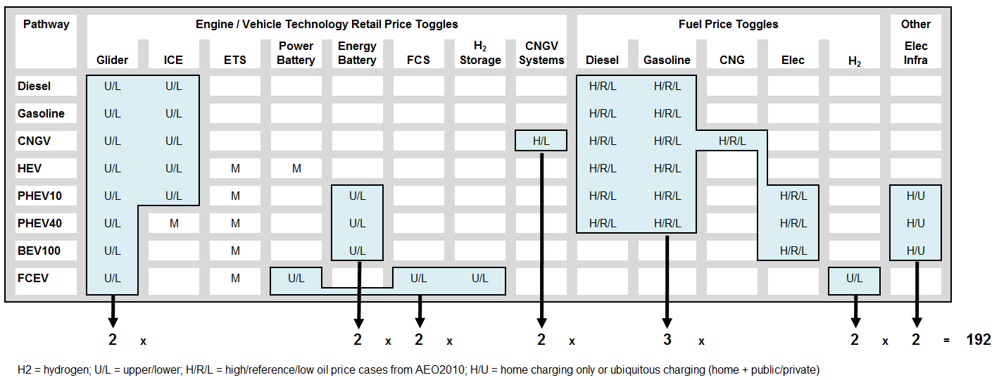 Pathway Engine / Vehicle Technology Retail Price Toggles Fuel Price Toggles Other
Glider ICE ETS Power Battery Energy Battery FCS H2 Storage CNGV Systems Diesel Gasoline CNG Elec H2 Elec Infra
Diesel U/L U/L H/R/L H/R/L
Gasoline U/L U/L H/R/L H/R/L
CNGV U/L U/L H/L H/R/L H/R/L H/R/L
HEV U/L U/L M M H/R/L H/R/L
PHEV10 U/L U/L M U/L H/R/L H/R/L H/R/L H/U
PHEV40 U/L M M U/L H/R/L H/R/L H/R/L H/U
BEV100 U/L M U/L H/R/L H/U
FCEV U/L M U/L U/L U/L U/L
2 x 2 x 2 x 2 x 3 x 2 x 2 = 192
H2 = hydrogen; U/L = upper/lower; H/R/L = high/reference/low oil price cases from AEO2010; H/U = home charging only or ubiquitous charging (home + public/private)